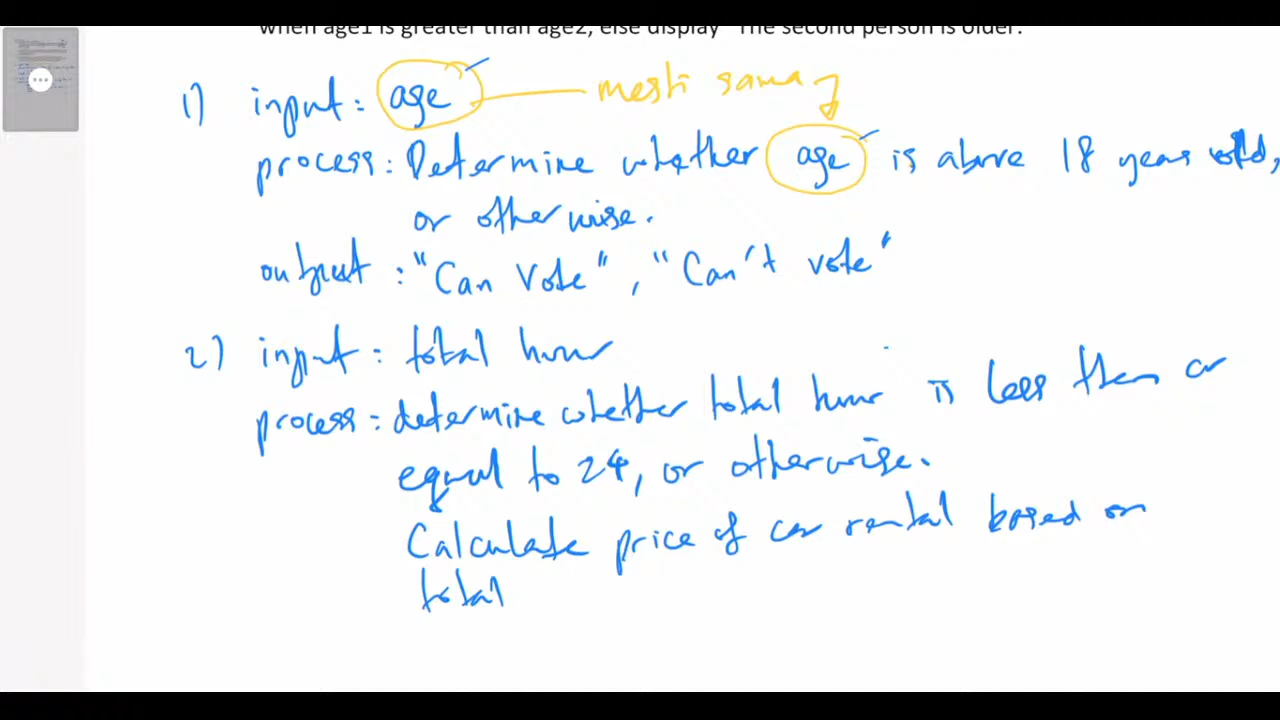 when age1 is greater than age2, else display "The second person is older.
1) input : age mesti sama
process : Determine whether age is above 18 years old,
or otherwise.
output : "Can Vote", "Can't vote"
2) input : total hour
process : determine whether total hour is less than or
equal to 24, or otherwise.
Calculate price of car rental based on
total